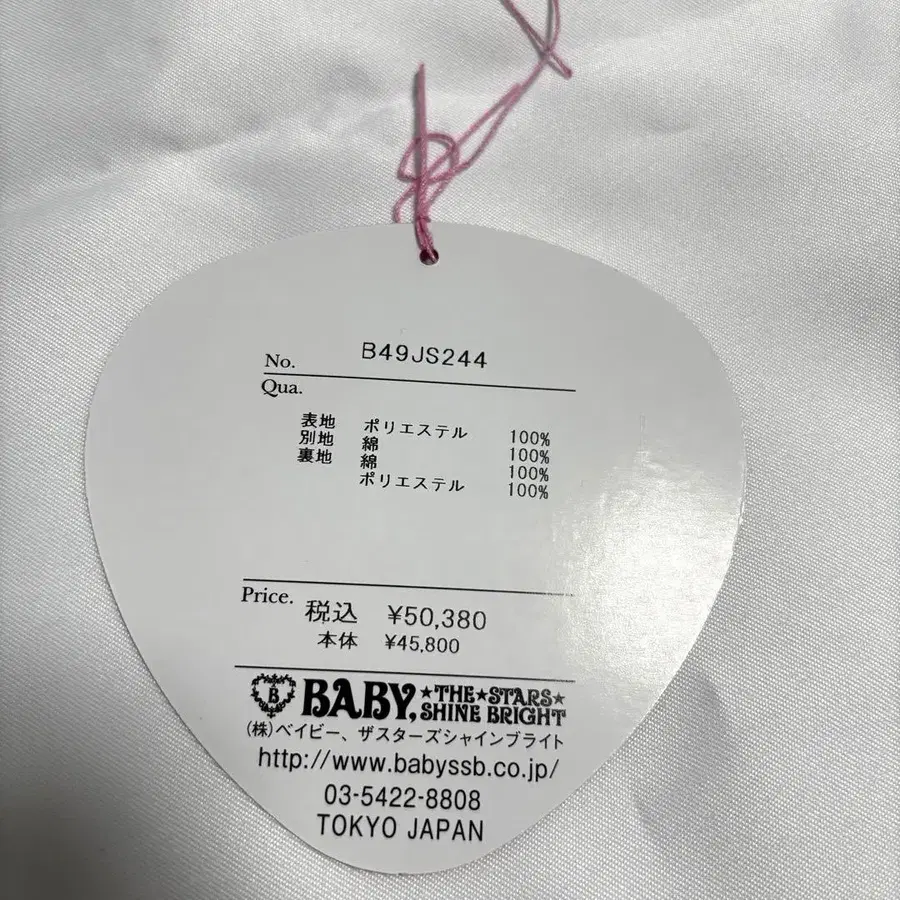 No. B49JS244
Qua.
表地 ポリエステル 100%
別地 綿 100%
裏地 綿 100%
ポリエステル 100%
Price. 税込 ¥50,380
本体 ¥45,800
B BABY, ★THE★STARS★
SHINE BRIGHT
(株)ベイビー、ザスターズシャインブライト
http://www.babyssb.co.jp/
03-5422-8808
TOKYO JAPAN